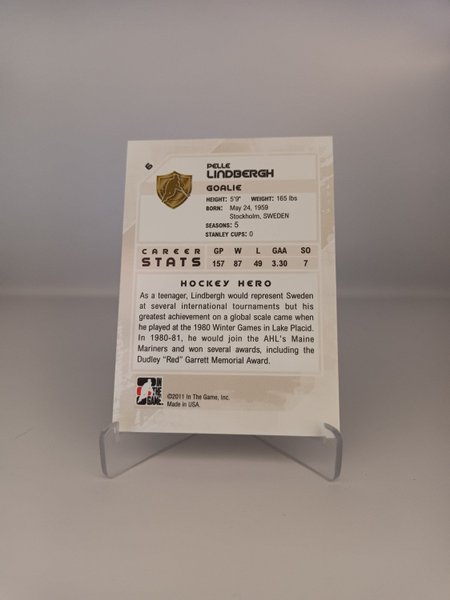 PELLE
LINDBERGH
GOALIE
HEIGHT: 5'9" WEIGHT: 165 lbs
BORN: May 24, 1959
Stockholm, SWEDEN
SEASONS: 5
STANLEY CUPS: 0
CAREER
STATS
GP W L GAA SO
157 87 49 3.30 7
HOCKEY HERO
As a teenager, Lindbergh would represent Sweden
at several international tournaments but his
greatest achievement on a global scale came when
he played at the 1980 Winter Games in Lake Placid.
In 1980-81, he would join the AHL's Maine
Mariners and won several awards, including the
Dudley "Red" Garrett Memorial Award.
IN
THE
GAME
©2011 In The Game, Inc.
Made in USA.